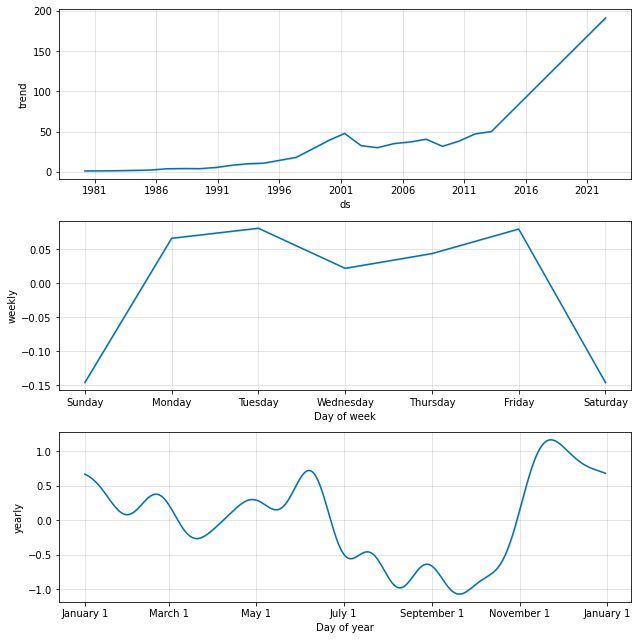 200
150
100
50
0
trend
1981 1986 1991 1996 2001 2006 2011 2016 2021
ds
0.05
0.00
−0.05
−0.10
−0.15
weekly
Sunday Monday Tuesday Wednesday Thursday Friday Saturday
Day of week
1.0
0.5
0.0
−0.5
−1.0
yearly
January 1 March 1 May 1 July 1 September 1 November 1 January 1
Day of year